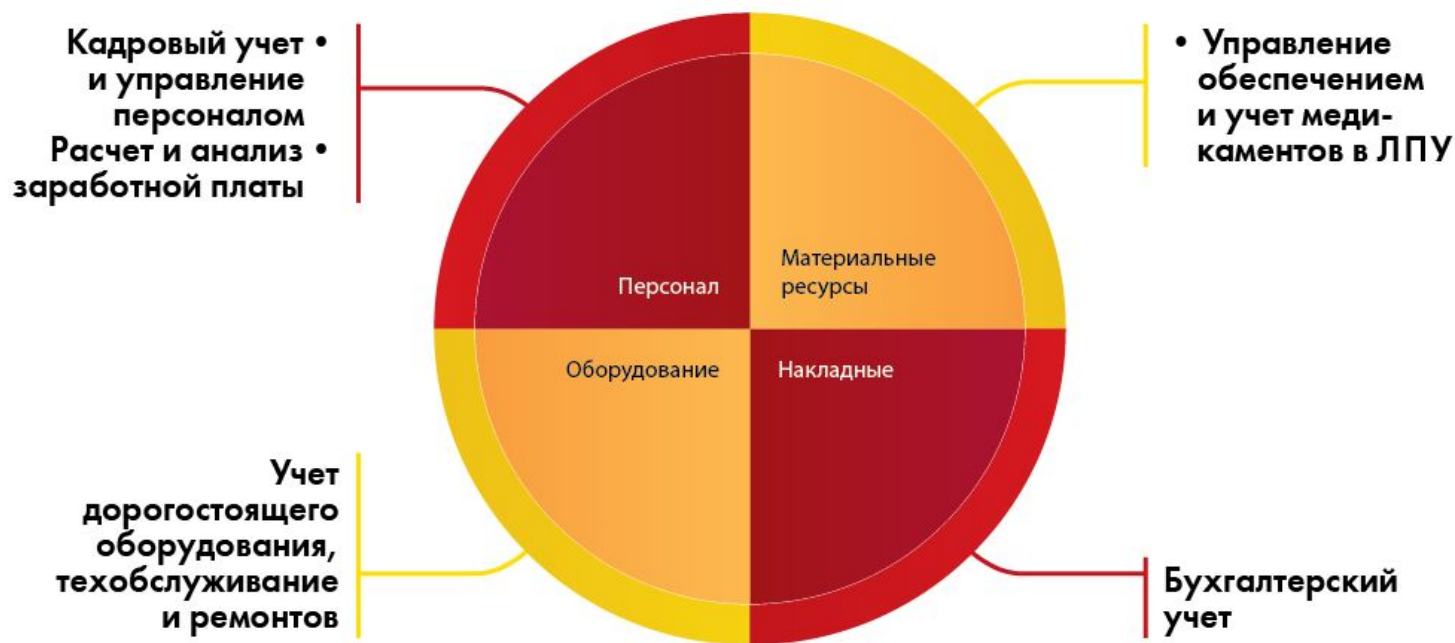 Кадровый учет •
и управление
персоналом
Расчет и анализ •
заработной платы
• Управление
обеспечением
и учет меди-
каментов в ЛПУ
Персонал
Материальные
ресурсы
Оборудование
Накладные
Учет
дорогостоящего
оборудования,
техобслуживание
и ремонтов
Бухгалтерский
учет